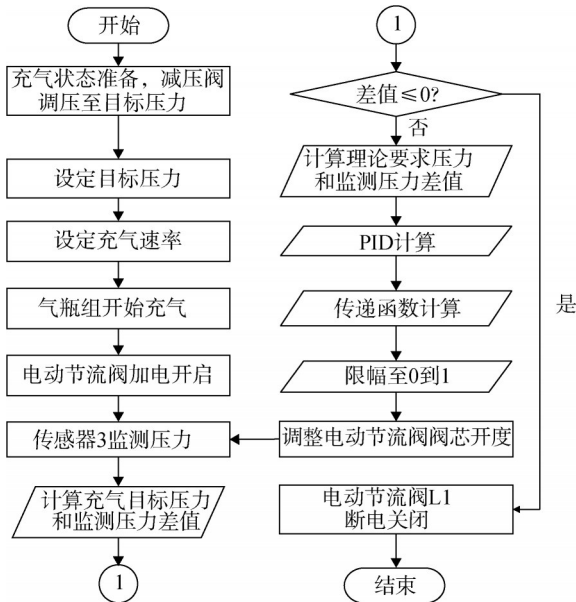 开始
充气状态准备，减压阀
调压至目标压力
设定目标压力
设定充气速率
气瓶组开始充气
电动节流阀加电开启
传感器3监测压力
计算充气目标压力
和监测压力差值
1
1
差值≤0?
否
计算理论要求压力
和监测压力差值
PID计算
传递函数计算
是
限幅至0到1
调整电动节流阀阀芯开度
电动节流阀L1
断电关闭
结束